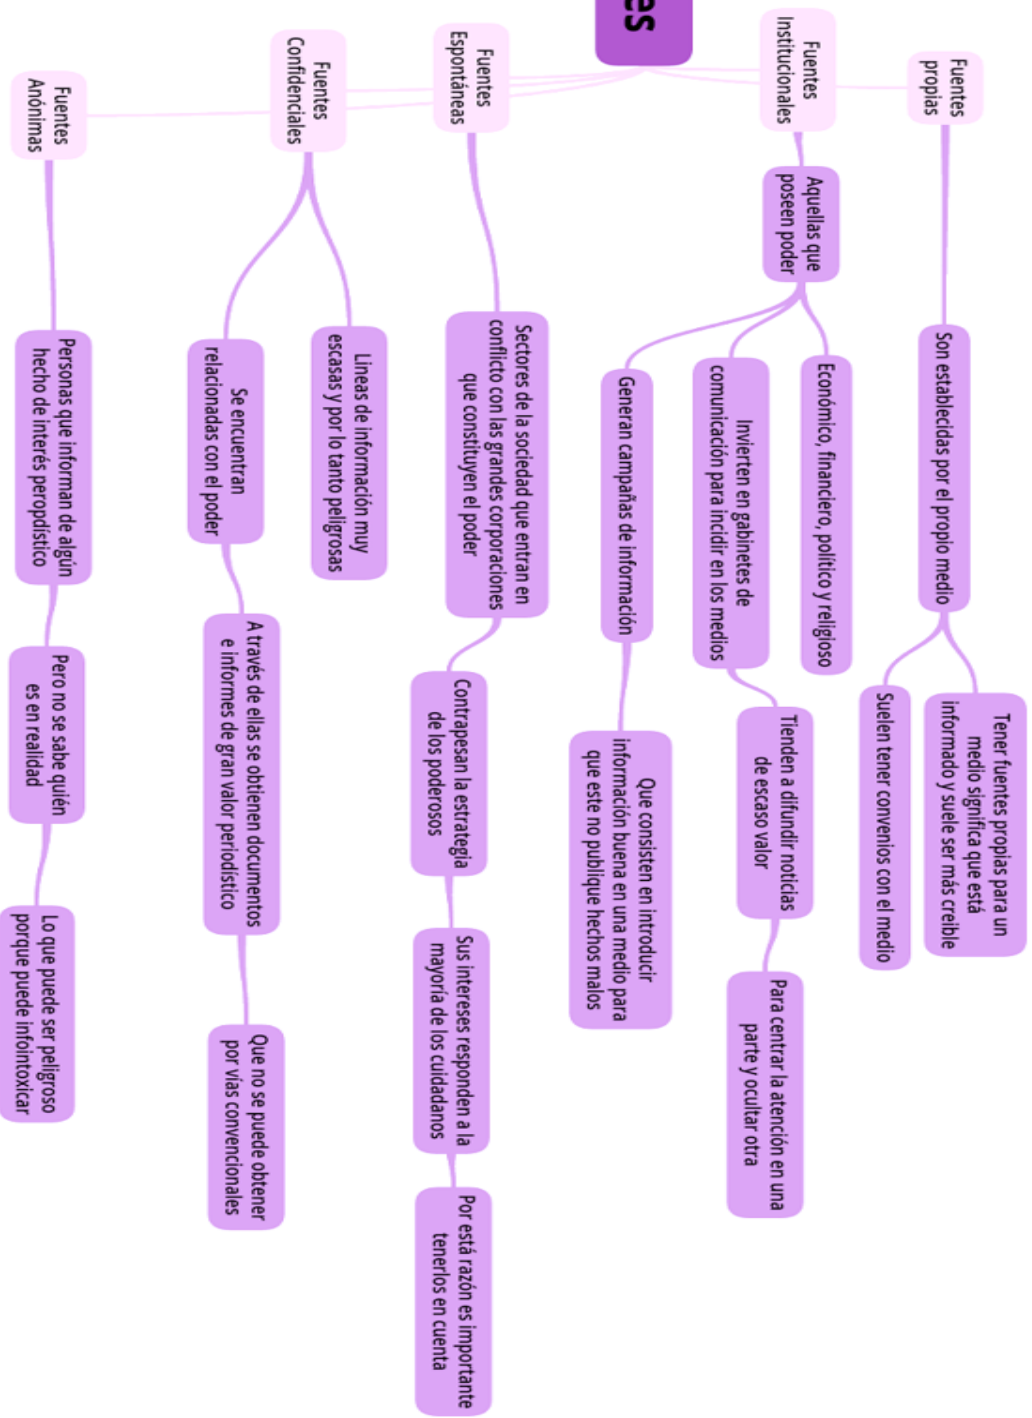 es
Fuentes
propias
Son establecidas por el propio medio
Tener fuentes propias para un
medio significa que está
informado y suele ser más creible
Suelen tener convenios con el medio
Fuentes
Institucionales
Aquellas que
poseen poder
Económico, financiero, político y religioso
Invierten en gabinetes de
comunicación para incidir en los medios
Tienden a difundir noticias
de escaso valor
Para centrar la atención en una
parte y ocultar otra
Generan campañas de información
Que consisten en introducir
información buena en una medio para
que este no publique hechos malos
Fuentes
Espontáneas
Sectores de la sociedad que entran en
conflicto con las grandes corporaciones
que constituyen el poder
Contrapesan la estrategia
de los poderosos
Sus intereses responden a la
mayoría de los cuidadanos
Por está razón es importante
tenerlos en cuenta
Fuentes
Confidenciales
Lineas de información muy
escasas y por lo tanto peligrosas
Se encuentran
relacionadas con el poder
A través de ellas se obtienen documentos
e informes de gran valor periodístico
Que no se puede obtener
por vías convencionales
Fuentes
Anónimas
Personas que informan de algún
hecho de interés peropdístico
Pero no se sabe quién
es en realidad
Lo que puede ser peligroso
porque puede infointoxicar